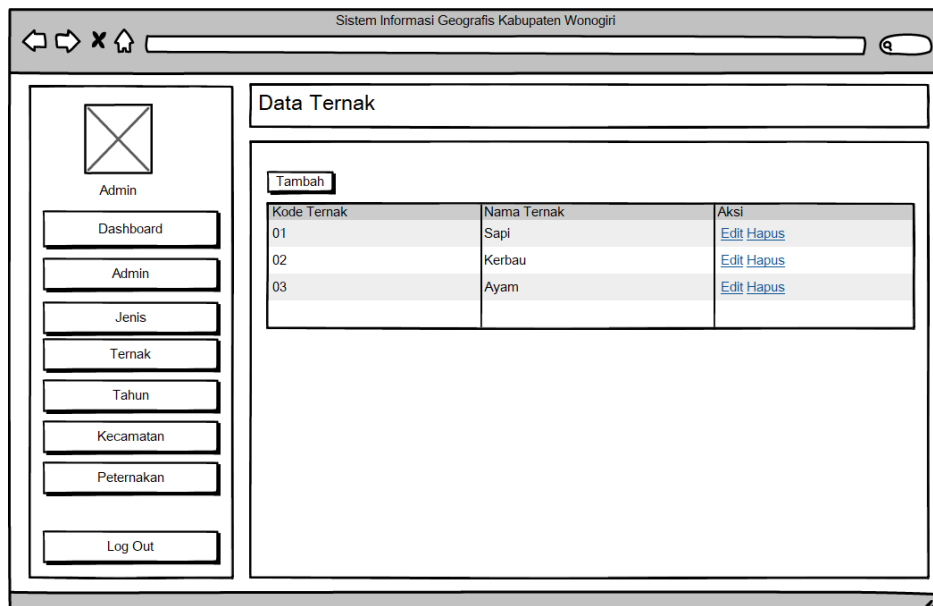 Sistem Informasi Geografis Kabupaten Wonogiri
Admin
Dashboard
Admin
Jenis
Ternak
Tahun
Kecamatan
Peternakan
Log Out
Data Ternak
Tambah
Kode Ternak Nama Ternak Aksi
01 Sapi Edit Hapus
02 Kerbau Edit Hapus
03 Ayam Edit Hapus